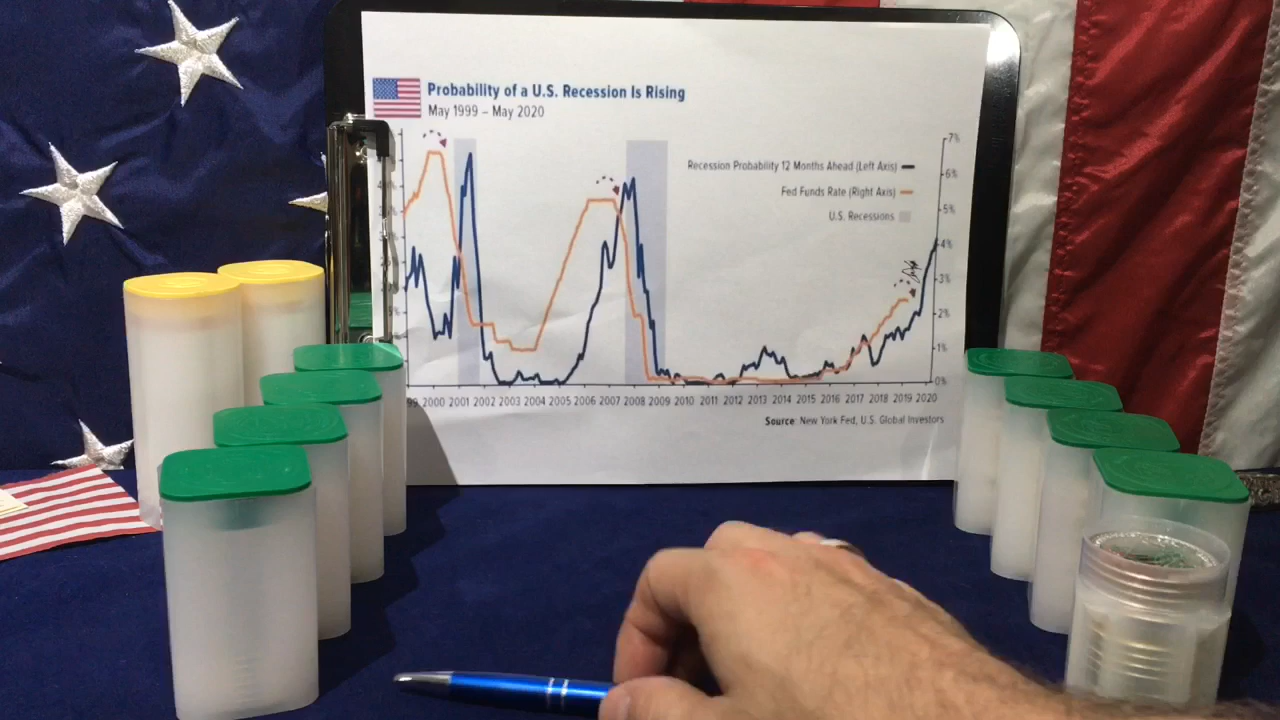 Probability of a U.S. Recession Is Rising
May 1999 – May 2020
7%
Recession Probability 12 Months Ahead (Left Axis)
6%
Fed Funds Rate (Right Axis)
5%
U.S. Recessions
4%
3%
2%
1%
0%
99 2000 2001 2002 2003 2004 2005 2006 2007 2008 2009 2010 2011 2012 2013 2014 2015 2016 2017 2018 2019 2020
Source: New York Fed, U.S. Global Investors